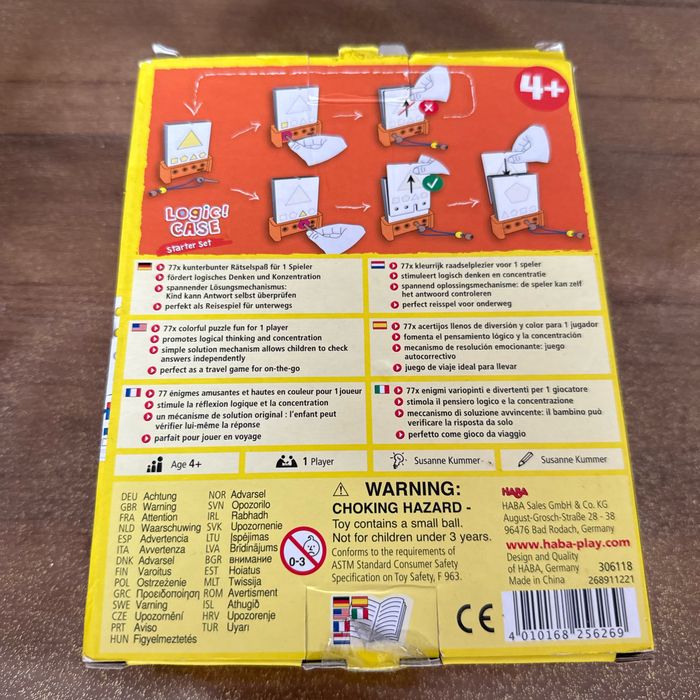 4+
Logic!
CASE
Starter Set
77x kunterbunter Rätselspaß für 1 Spieler
fördert logisches Denken und Konzentration
spannender Lösungsmechanismus:
Kind kann Antwort selbst überprüfen
perfekt als Reisespiel für unterwegs
77x kleurrijk raadselplezier voor 1 speler
stimuleert logisch denken en concentratie
spannend oplossingsmechanisme: de speler kan zelf
het antwoord controleren
perfect reisspel voor onderweg
77x colorful puzzle fun for 1 player
promotes logical thinking and concentration
simple solution mechanism allows children to check
answers independently
perfect as a travel game for on-the-go
77x acertijos llenos de diversión y color para 1 jugador
fomenta el pensamiento lógico y la concentración
mecanismo de resolución emocionante: juego
autocorrectivo
juego de viaje ideal para llevar
77 énigmes amusantes et hautes en couleur pour 1 joueur
stimule la réflexion logique et la concentration
un mécanisme de solution original : l'enfant peut
vérifier lui-même la réponse
parfait pour jouer en voyage
77x enigmi variopinti e divertenti per 1 giocatore
stimola il pensiero logico e la concentrazione
meccanismo di soluzione avvincente: il bambino può
verificare la risposta da solo
perfetto come gioco da viaggio
Age 4+
1 Player
Susanne Kummer
Susanne Kummer
DEU Achtung
GBR Warning
FRA Attention
NLD Waarschuwing
ESP Advertencia
ITA Avvertenza
DNK Advarsel
FIN Varoitus
POL Ostrzeżenie
GRC Προειδοποίηση
SWE Varning
CZE Upozornění
PRT Aviso
HUN Figyelmeztetés
NOR Advarsel
SVN Opozorilo
IRL Rabhadh
SVK Upozornenie
LTU Įspėjimas
LVA Brīdinājums
BGR внимание
EST Hoiatus
MLT Twissija
ROM Avertisment
ISL Athugið
HRV Upozorenje
TUR Uyarı
0-3
WARNING:
CHOKING HAZARD -
Toy contains a small ball.
Not for children under 3 years.
Conforms to the requirements of
ASTM Standard Consumer Safety
Specification on Toy Safety, F 963.
CE
HABA
HABA Sales GmbH & Co. KG
August-Grosch-Straße 28 - 38
96476 Bad Rodach, Germany
www.haba-play.com
Design and Quality
of HABA, Germany
Made in China
306118
268911221
4 010168 256269